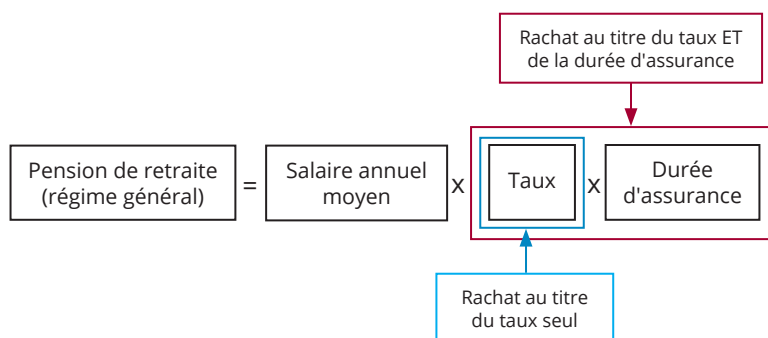 Rachat au titre du taux ET
de la durée d'assurance
Pension de retraite
(régime général)
=
Salaire annuel
moyen
x
Taux
x
Durée
d'assurance
Rachat au titre
du taux seul